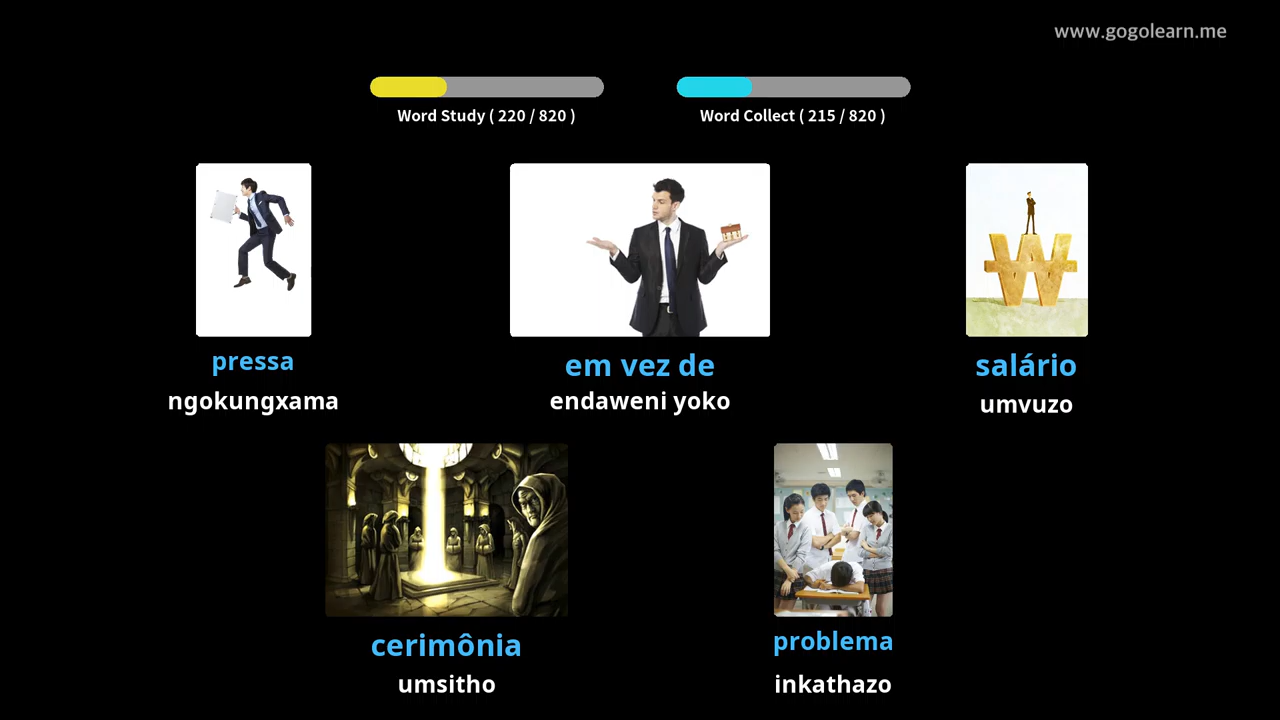 www.gogolearn.me
Word Study ( 220 / 820 )
Word Collect ( 215 / 820 )
pressa
ngokungxama
em vez de
endaweni yoko
salário
umvuzo
cerimônia
umsitho
problema
inkathazo